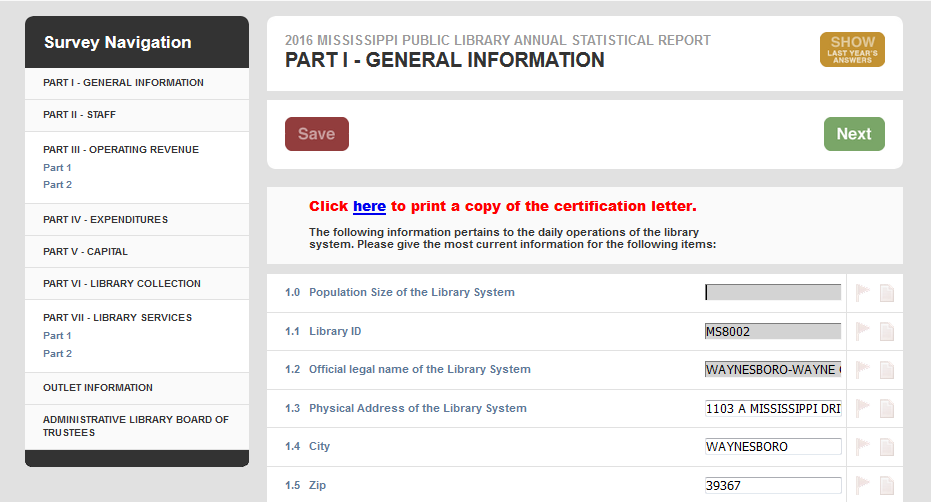 Survey Navigation
PART I - GENERAL INFORMATION
PART II - STAFF
PART III - OPERATING REVENUE
Part 1
Part 2
PART IV - EXPENDITURES
PART V - CAPITAL
PART VI - LIBRARY COLLECTION
PART VII - LIBRARY SERVICES
Part 1
Part 2
OUTLET INFORMATION
ADMINISTRATIVE LIBRARY BOARD OF
TRUSTEES
2016 MISSISSIPPI PUBLIC LIBRARY ANNUAL STATISTICAL REPORT
PART I - GENERAL INFORMATION
SHOW
LAST YEAR'S
ANSWERS
Save
Next
Click here to print a copy of the certification letter.
The following information pertains to the daily operations of the library
system. Please give the most current information for the following items:
1.0 Population Size of the Library System
1.1 Library ID MS8002
1.2 Official legal name of the Library System WAYNESBORO-WAYNE
1.3 Physical Address of the Library System 1103 A MISSISSIPPI DRI
1.4 City WAYNESBORO
1.5 Zip 39367